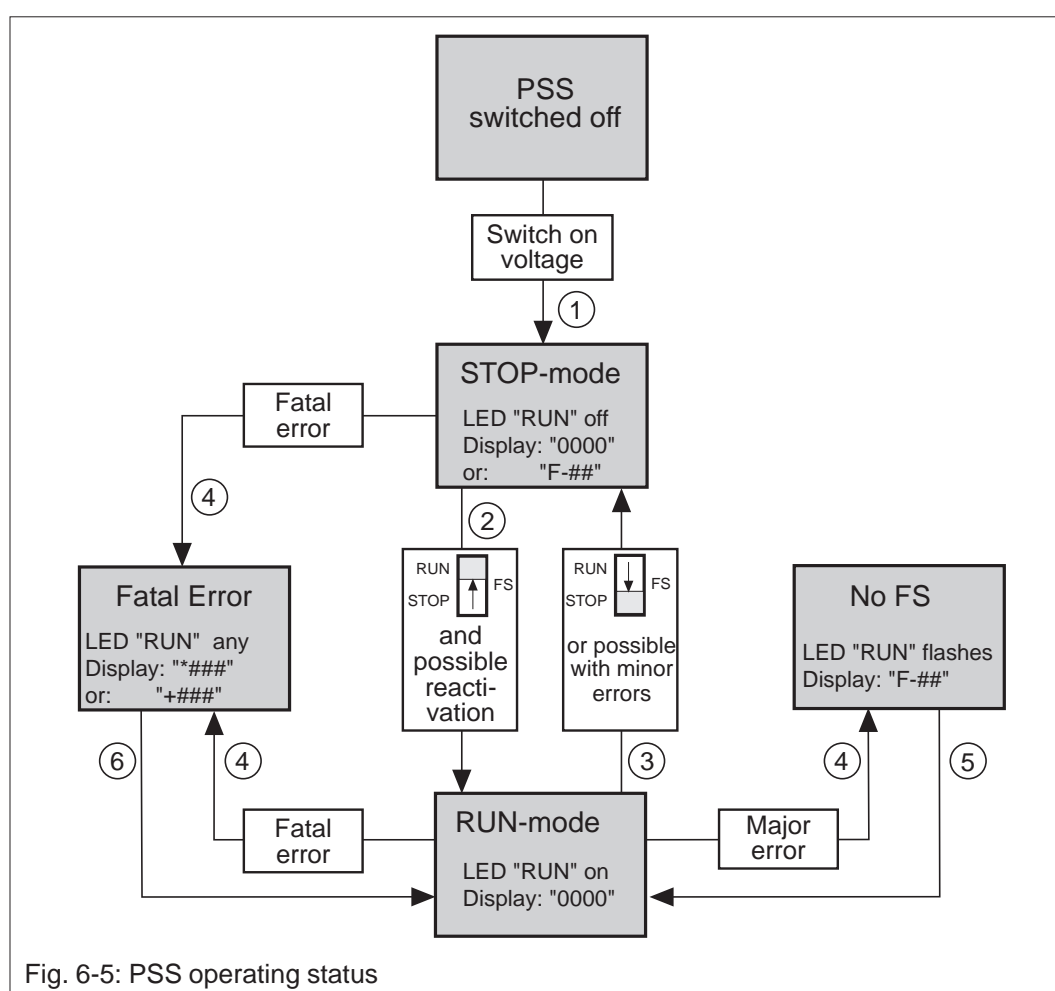 PSS
switched off
Switch on
voltage
1
STOP-mode
LED "RUN" off
Display: "0000"
or: "F-##"
Fatal
error
4
2
RUN
STOP
FS
and
possible
reacti-
vation
RUN
STOP
FS
or possible
with minor
errors
3
Fatal Error
LED "RUN" any
Display: "*###"
or: "+###"
No FS
LED "RUN" flashes
Display: "F-##"
6
4
4
5
Fatal
error
RUN-mode
LED "RUN" on
Display: "0000"
Major
error
Fig. 6-5: PSS operating status